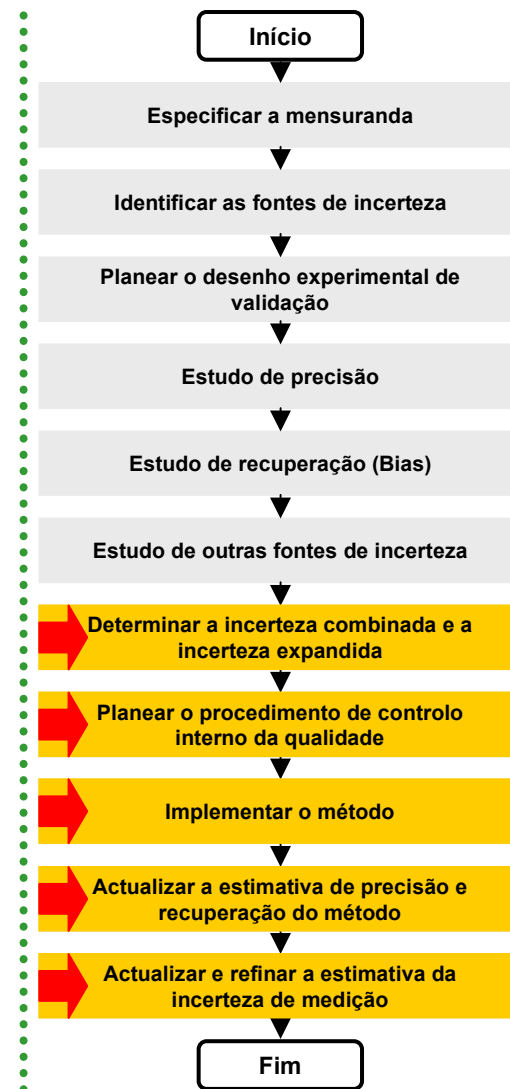 Início
Especificar a mensuranda
Identificar as fontes de incerteza
Planear o desenho experimental de
validação
Estudo de precisão
Estudo de recuperação (Bias)
Estudo de outras fontes de incerteza
Determinar a incerteza combinada e a
incerteza expandida
Planear o procedimento de controlo
interno da qualidade
Implementar o método
Actualizar a estimativa de precisão e
recuperação do método
Actualizar e refinar a estimativa da
incerteza de medição
Fim